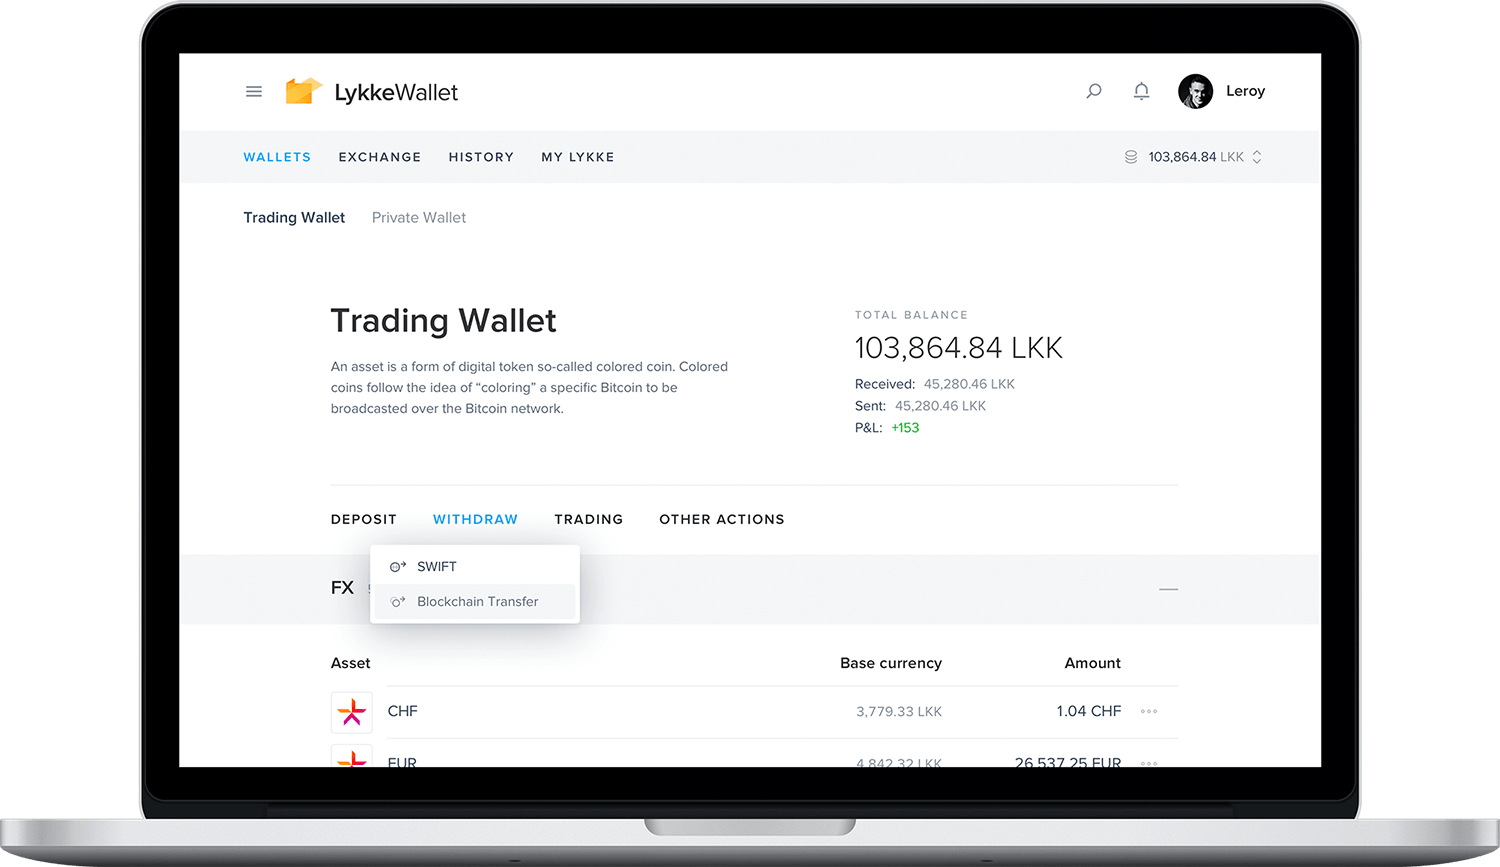 LykkeWallet
Leroy
WALLETS EXCHANGE HISTORY MY LYKKE 103,864.84 LKK
Trading Wallet Private Wallet
Trading Wallet
An asset is a form of digital token so-called colored coin. Colored
coins follow the idea of “coloring” a specific Bitcoin to be
broadcasted over the Bitcoin network.
TOTAL BALANCE
103,864.84 LKK
Received: 45,280.46 LKK
Sent: 45,280.46 LKK
P&L: +153
DEPOSIT WITHDRAW TRADING OTHER ACTIONS
SWIFT
Blockchain Transfer
FX
Asset Base currency Amount
CHF 3,779.33 LKK 1.04 CHF
EUR 4,842.32 LKK 26,537.25 EUR